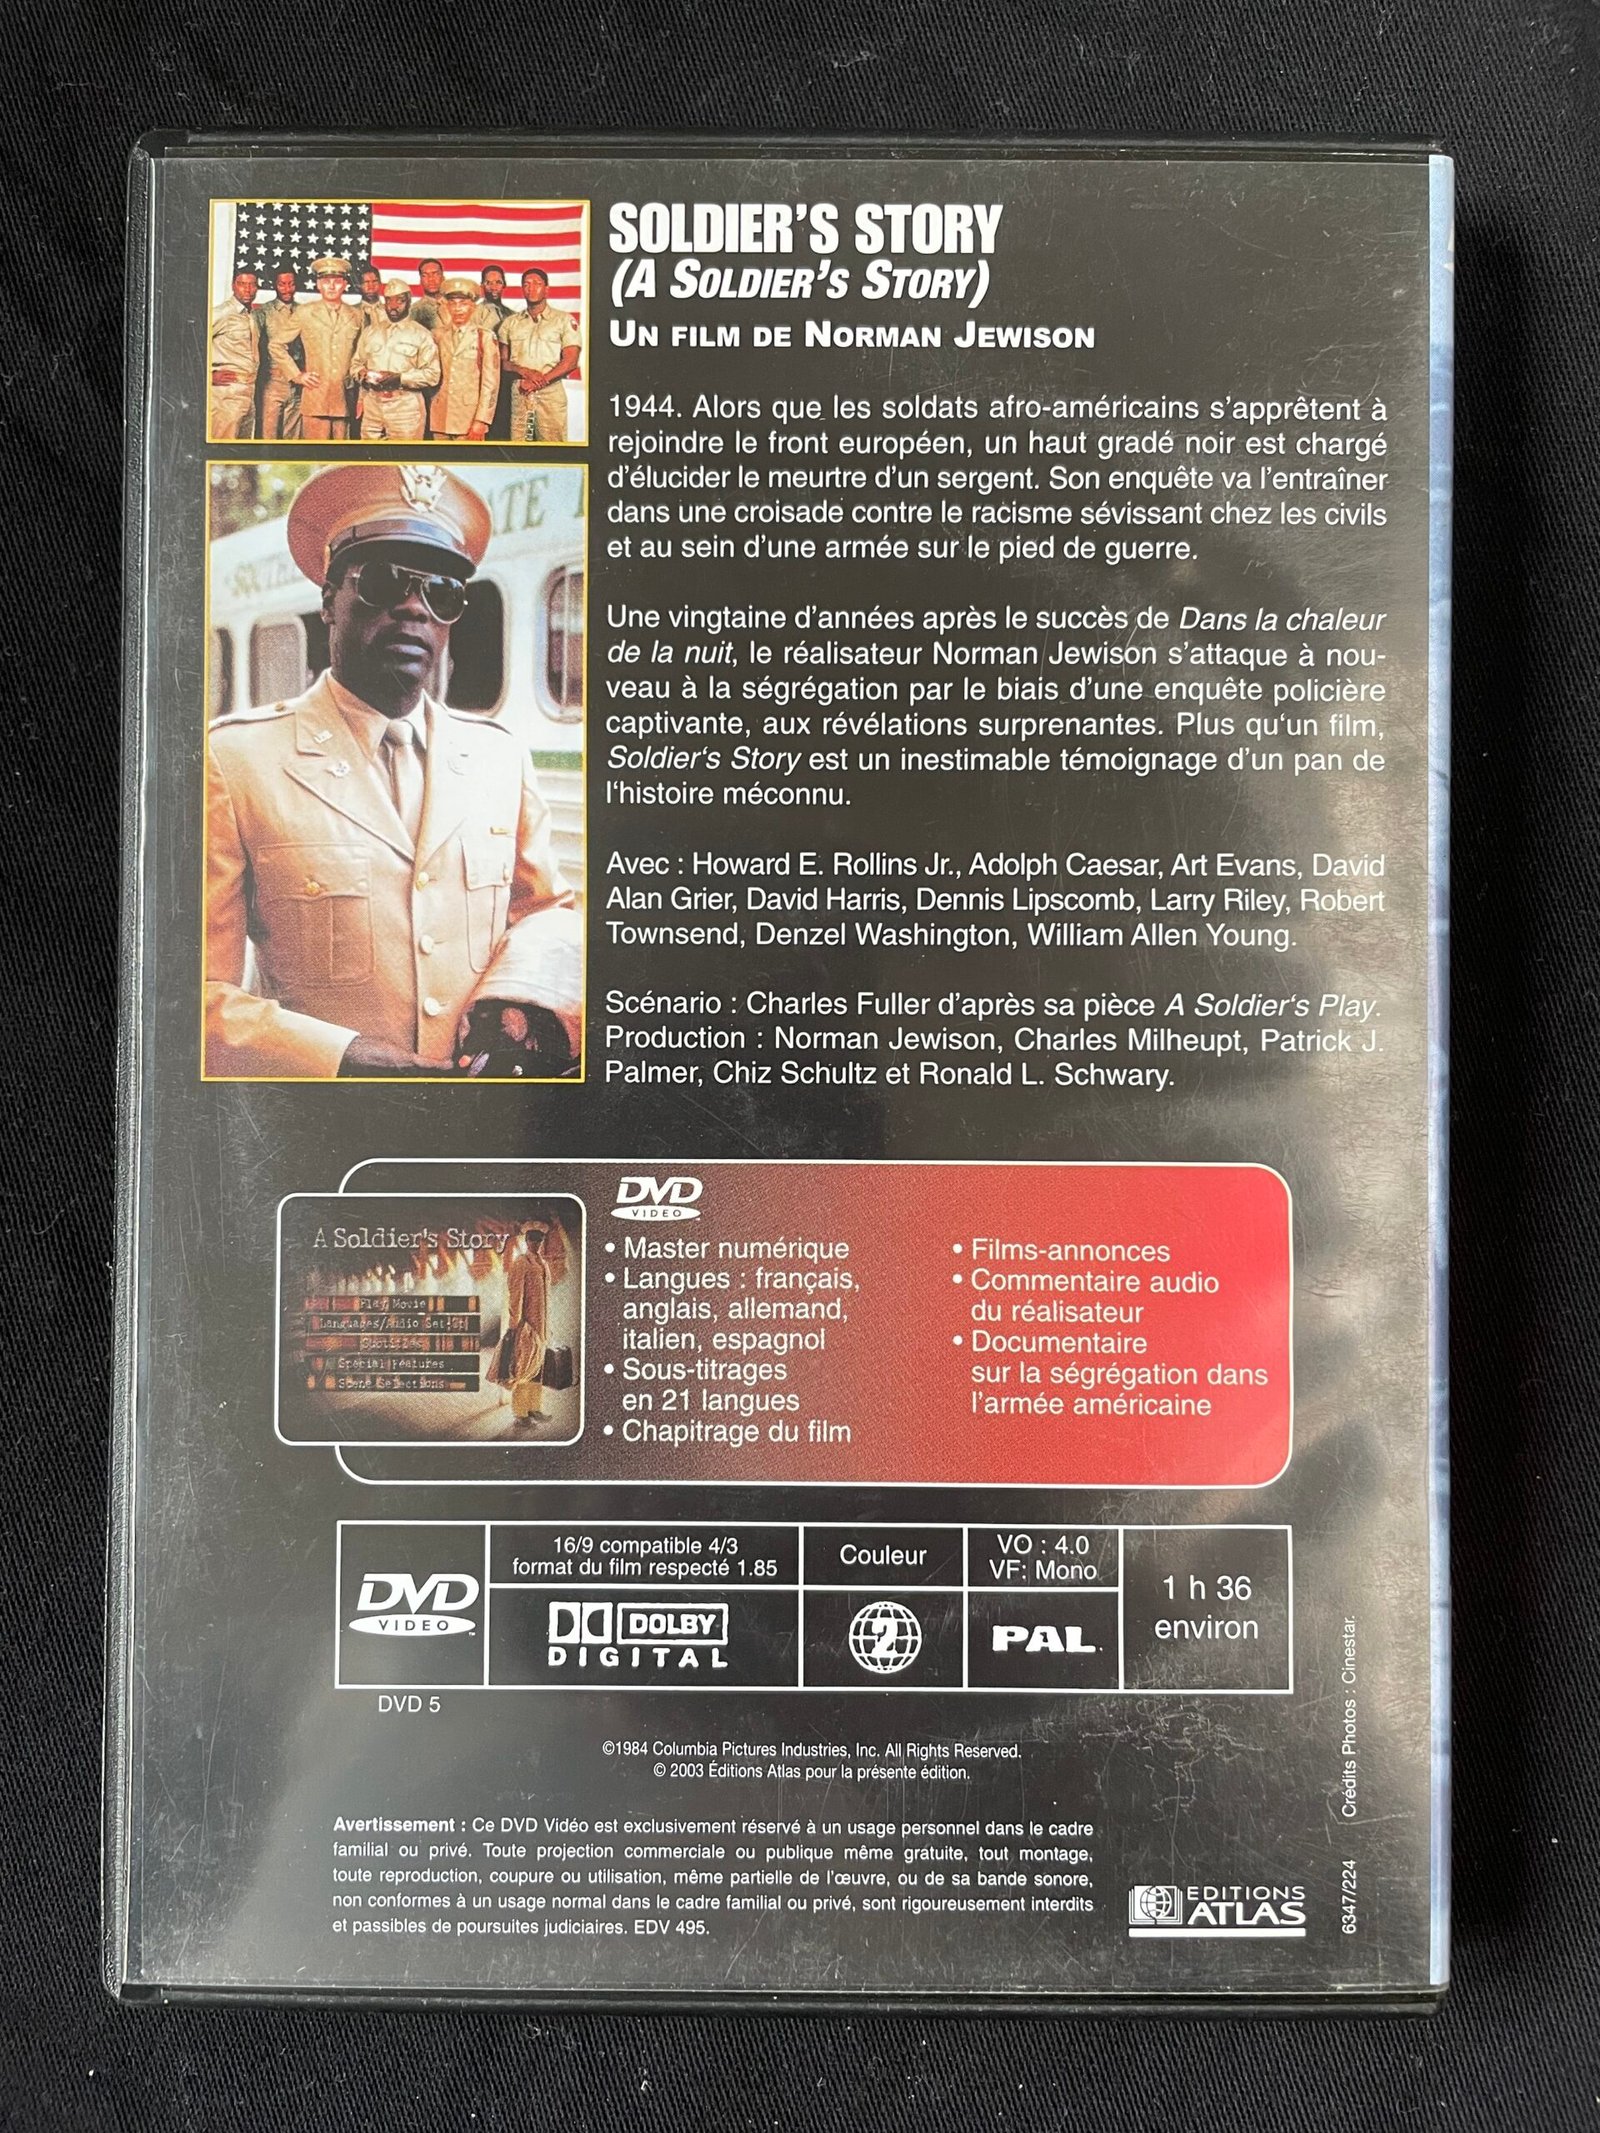 SOLDIER'S STORY
(A SOLDIER'S STORY)
UN FILM DE NORMAN JEWISON
1944. Alors que les soldats afro-américains s'apprêtent à
rejoindre le front européen, un haut gradé noir est chargé
d'élucider le meurtre d'un sergent. Son enquête va l'entraîner
dans une croisade contre le racisme sévissant chez les civils
et au sein d'une armée sur le pied de guerre.
Une vingtaine d'années après le succès de Dans la chaleur
de la nuit, le réalisateur Norman Jewison s'attaque à nou-
veau à la ségrégation par le biais d'une enquête policière
captivante, aux révélations surprenantes. Plus qu'un film,
Soldier's Story est un inestimable témoignage d'un pan de
l'histoire méconnu.
Avec : Howard E. Rollins Jr., Adolph Caesar, Art Evans, David
Alan Grier, David Harris, Dennis Lipscomb, Larry Riley, Robert
Townsend, Denzel Washington, William Allen Young.
Scénario : Charles Fuller d'après sa pièce A Soldier's Play.
Production : Norman Jewison, Charles Milheupt, Patrick J.
Palmer, Chiz Schultz et Ronald L. Schwary.
A Soldier's Story
Play Movie
Languages/Audio Set-Up
Subtitles
Special Features
Scene Selections
DVD
VIDEO
• Master numérique
• Langues : français,
anglais, allemand,
italien, espagnol
• Sous-titrages
en 21 langues
• Chapitrage du film
• Films-annonces
• Commentaire audio
du réalisateur
• Documentaire
sur la ségrégation dans
l'armée américaine
DVD
VIDEO
TM
16/9 compatible 4/3
format du film respecté 1.85
DOLBY
DIGITAL
Couleur
2
VO : 4.0
VF: Mono
PAL
1 h 36
environ
DVD 5
©1984 Columbia Pictures Industries, Inc. All Rights Reserved.
© 2003 Éditions Atlas pour la présente édition.
Avertissement : Ce DVD Vidéo est exclusivement réservé à un usage personnel dans le cadre
familial ou privé. Toute projection commerciale ou publique même gratuite, tout montage,
toute reproduction, coupure ou utilisation, même partielle de l'œuvre, ou de sa bande sonore,
non conformes à un usage normal dans le cadre familial ou privé, sont rigoureusement interdits
et passibles de poursuites judiciaires. EDV 495.
EDITIONS
ATLAS
6347/224
Crédits Photos : Cinestar.